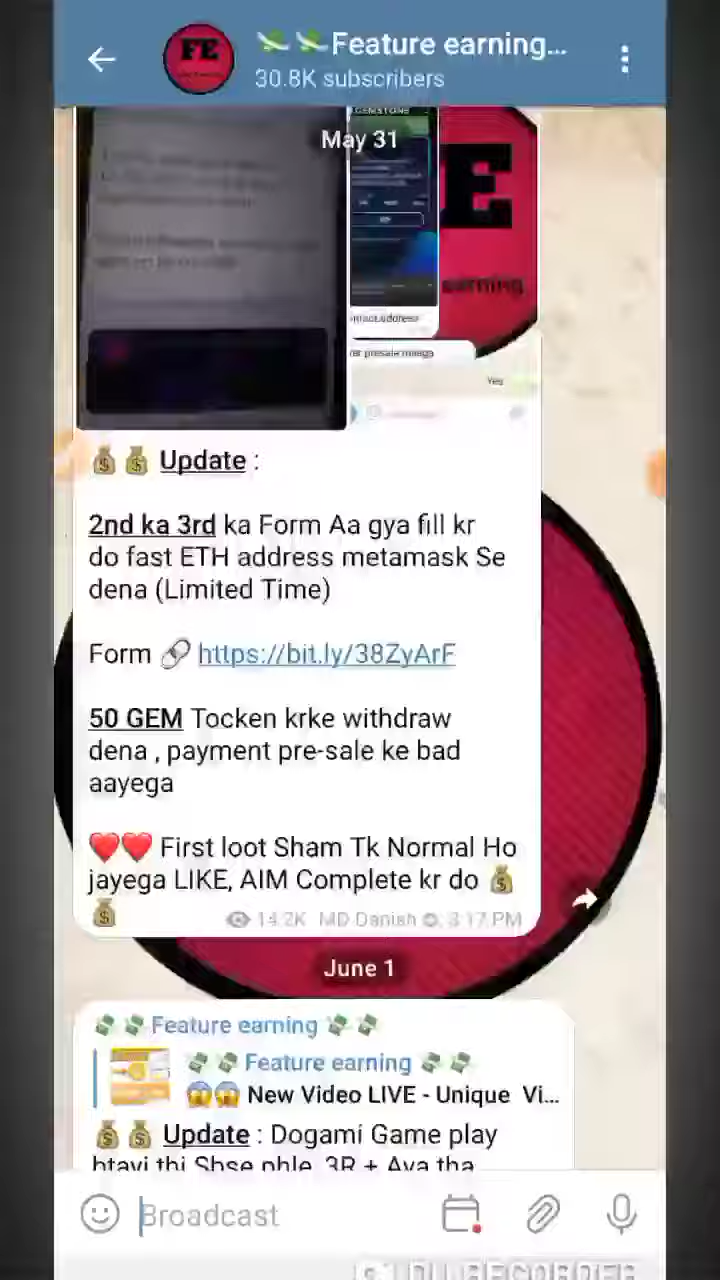 FE
Feature earning...
30.8K subscribers
GEMSTONE
May 31
E
earning
Yes
Update :
2nd ka 3rd ka Form Aa gya fill kr
do fast ETH address metamask Se
dena (Limited Time)
Form https://bit.ly/38ZyArF
50 GEM Tocken krke withdraw
dena , payment pre-sale ke bad
aayega
First loot Sham Tk Normal Ho
jayega LIKE, AIM Complete kr do
14.2K MD Danish 3:17 PM
June 1
Feature earning
Feature earning
New Video LIVE - Unique Vi...
Update : Dogami Game play
btayi thi Sbse phle, 3R + Aya tha
Broadcast